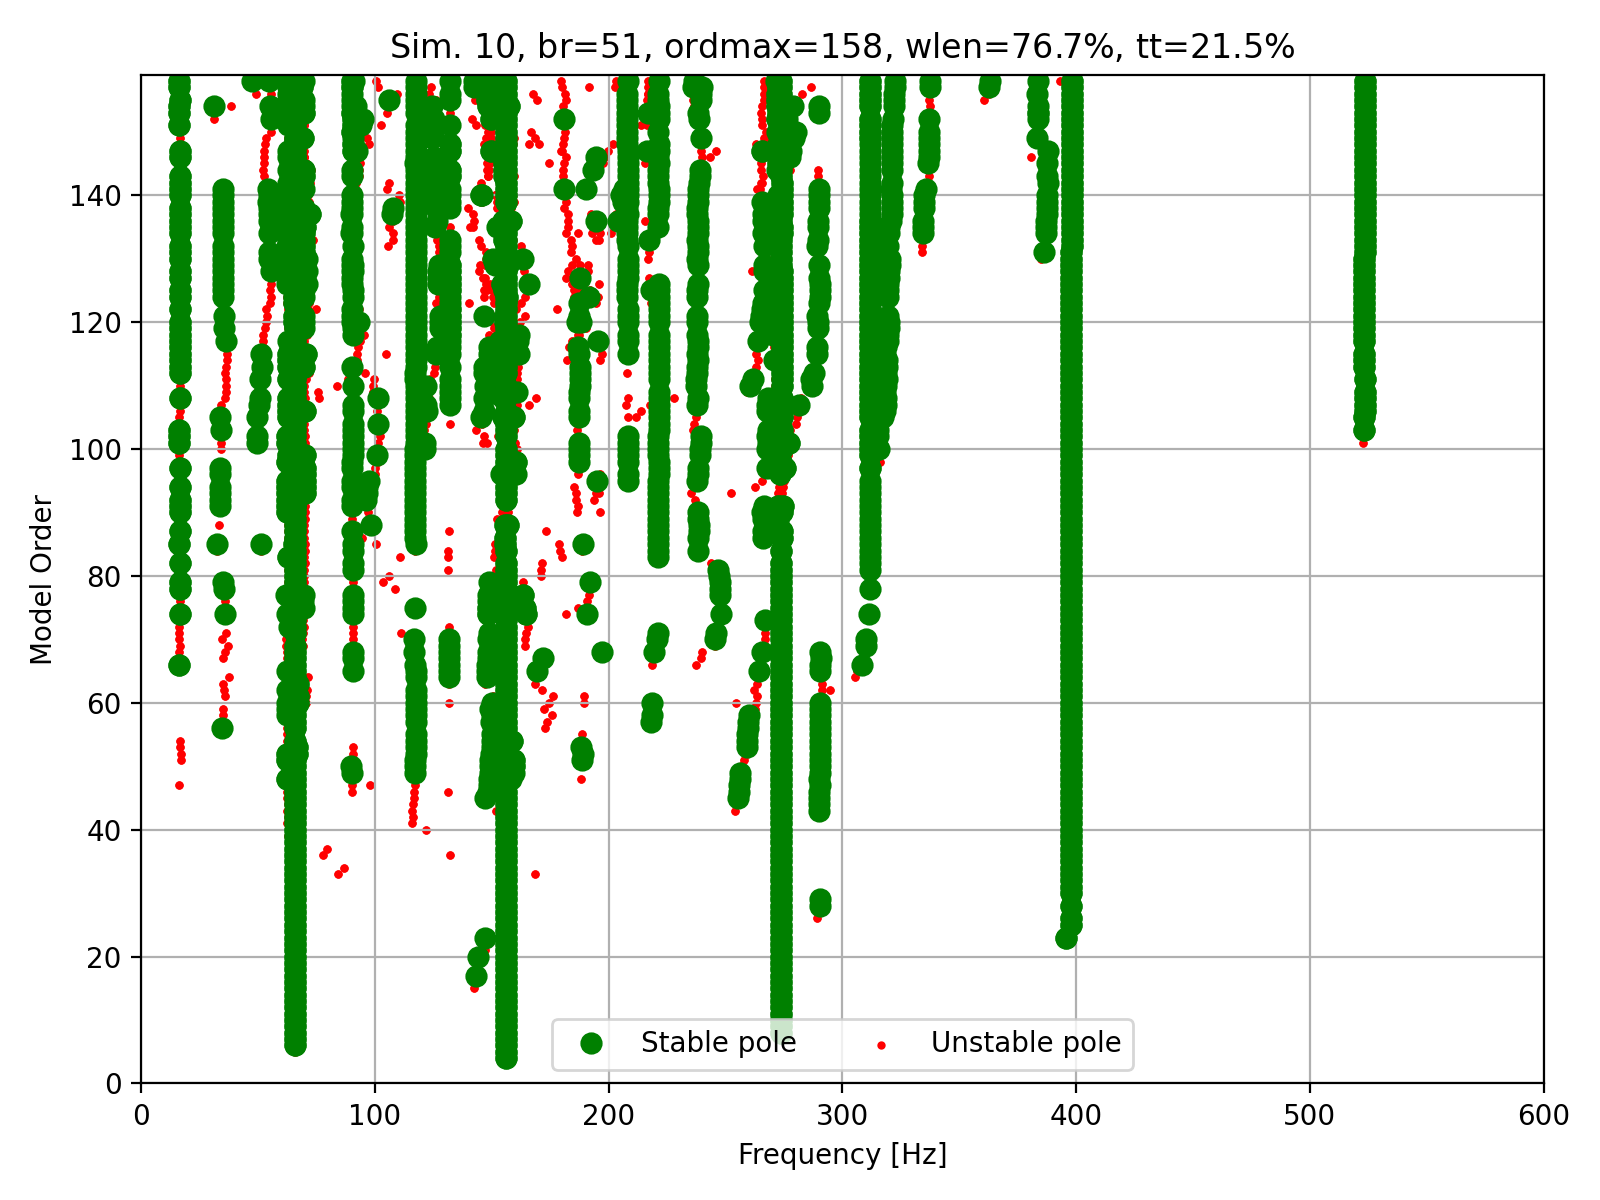 Sim. 10, br=51, ordmax=158, wlen=76.7%, tt=21.5%
140
120
100
80
60
40
20
0
Model Order
Stable pole
Unstable pole
0 100 200 300 400 500 600
Frequency [Hz]